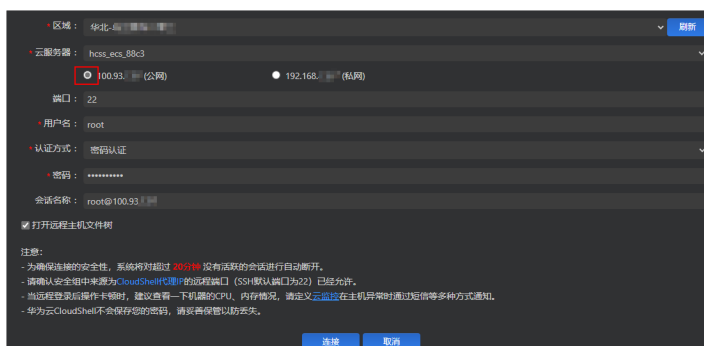 * 区域： 华北- 刷新
* 云服务器： hcss_ecs_88c3
100.93. (公网) 192.168. (私网)
端口： 22
* 用户名： root
* 认证方式： 密码认证
* 密码： ••••••••••
会话名称： root@100.93.
打开远程主机文件树
注意：
- 为确保连接的安全性，系统将对超过 20分钟 没有活跃的会话进行自动断开。
- 请确认安全组中来源为CloudShell代理IP的远程端口（SSH默认端口为22）已经允许。
- 当远程登录后操作卡顿时，建议查看一下机器的CPU、内存情况，请定义云监控在主机异常时通过短信等多种方式通知。
- 华为云CloudShell不会保存您的密码，请妥善保管以防丢失。
连接 取消